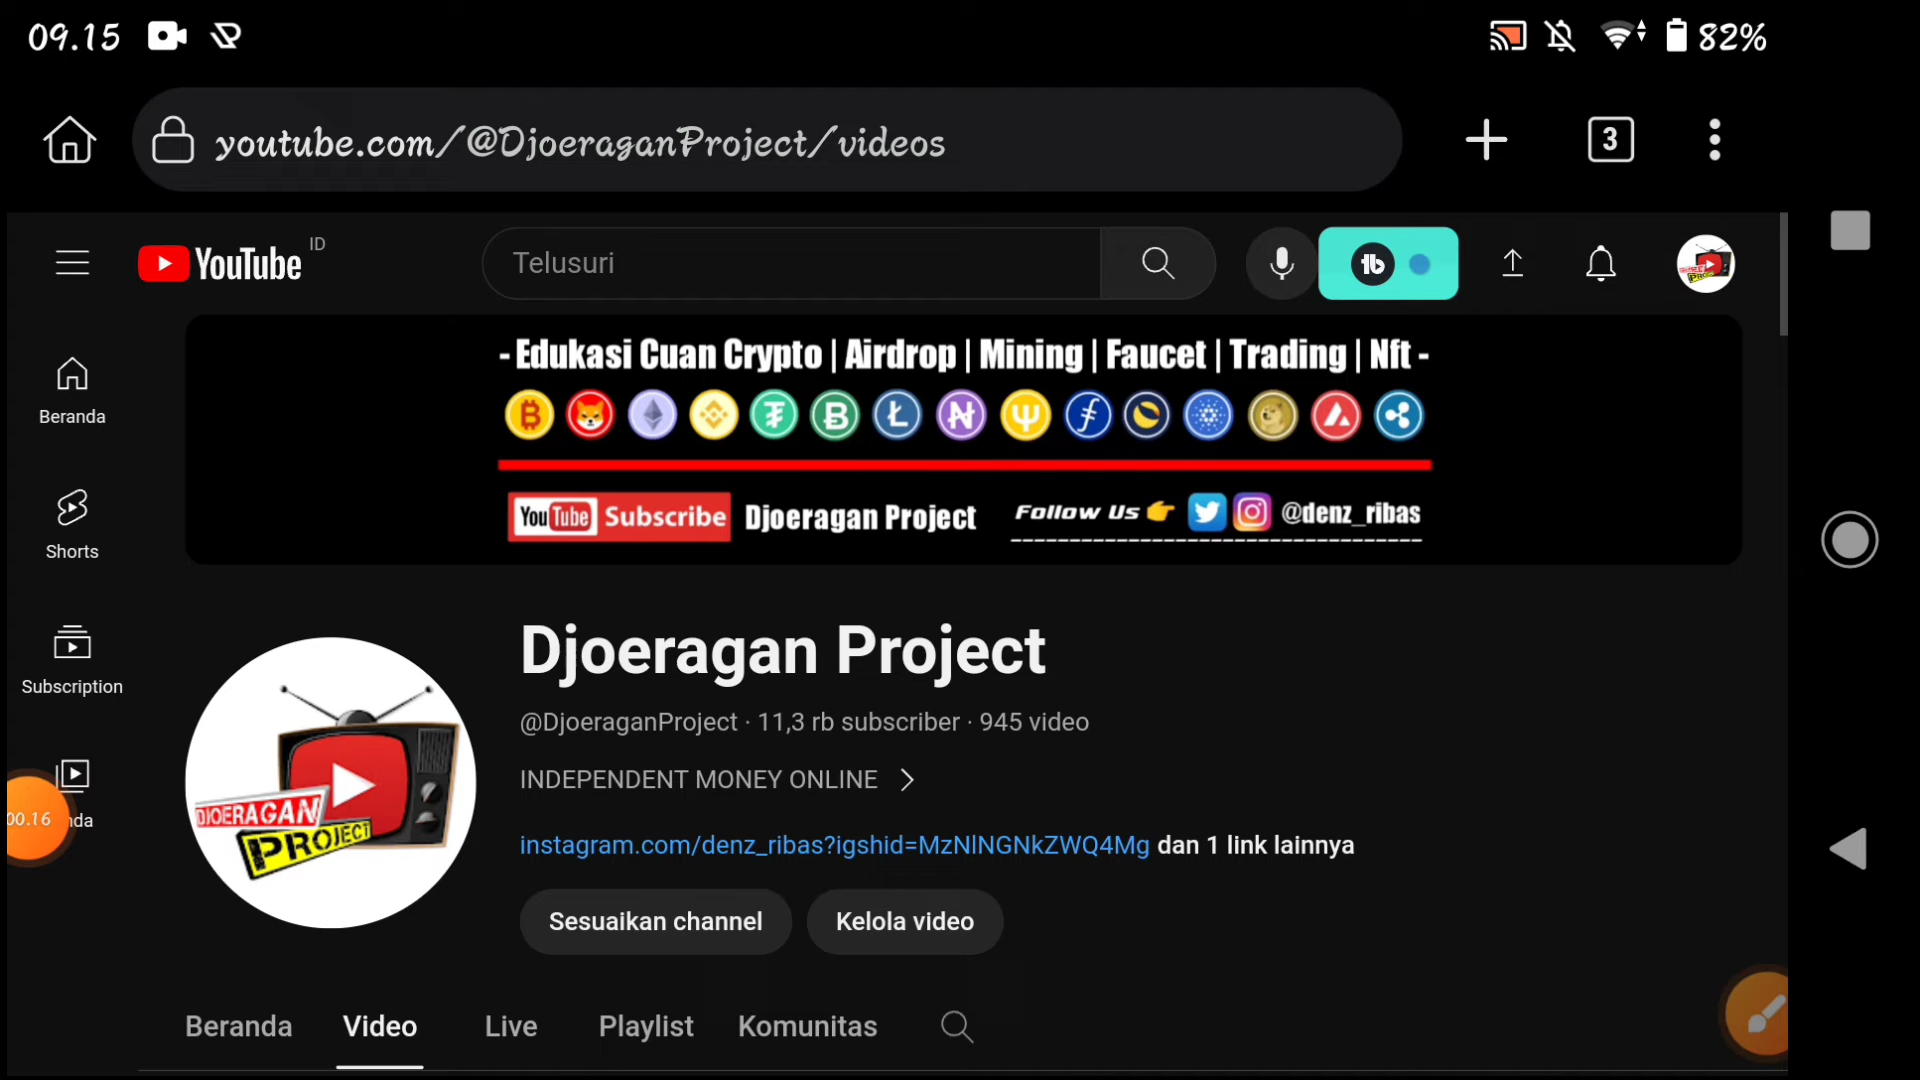 09.15
82%
youtube.com/@DjoeraganProject/videos
3
YouTube ID
Telusuri
Beranda
Shorts
Subscription
nda
00.16
- Edukasi Cuan Crypto | Airdrop | Mining | Faucet | Trading | Nft -
YouTube Subscribe Djoeragan Project Follow Us @denz_ribas
DJOERAGAN
PROJECT
Djoeragan Project
@DjoeraganProject · 11,3 rb subscriber · 945 video
INDEPENDENT MONEY ONLINE
instagram.com/denz_ribas?igshid=MzNlNGNkZWQ4Mg dan 1 link lainnya
Sesuaikan channel
Kelola video
Beranda Video Live Playlist Komunitas